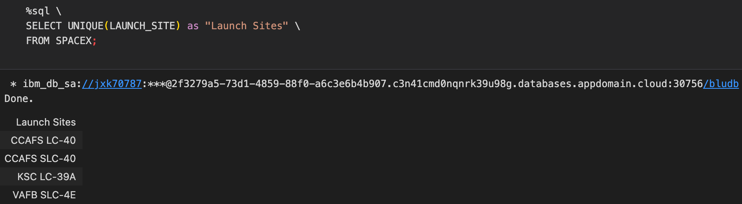 %sql \
SELECT UNIQUE(LAUNCH_SITE) as "Launch Sites" \
FROM SPACEX;
* ibm_db_sa://jxk70787:***@2f3279a5-73d1-4859-88f0-a6c3e6b4b907.c3n41cmd0nqnrk39u98g.databases.appdomain.cloud:30756/bludb
Done.
Launch Sites
CCAFS LC-40
CCAFS SLC-40
KSC LC-39A
VAFB SLC-4E